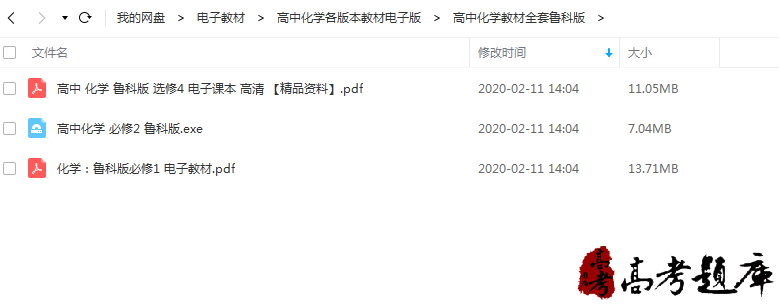 我的网盘 > 电子教材 > 高中化学各版本教材电子版 > 高中化学教材全套鲁科版 >
文件名 修改时间 大小
高中 化学 鲁科版 选修4 电子课本 高清 【精品资料】.pdf 2020-02-11 14:04 11.05MB
高中化学 必修2 鲁科版.exe 2020-02-11 14:04 7.04MB
化学：鲁科版必修1 电子教材.pdf 2020-02-11 14:04 13.71MB
高考 高考题库